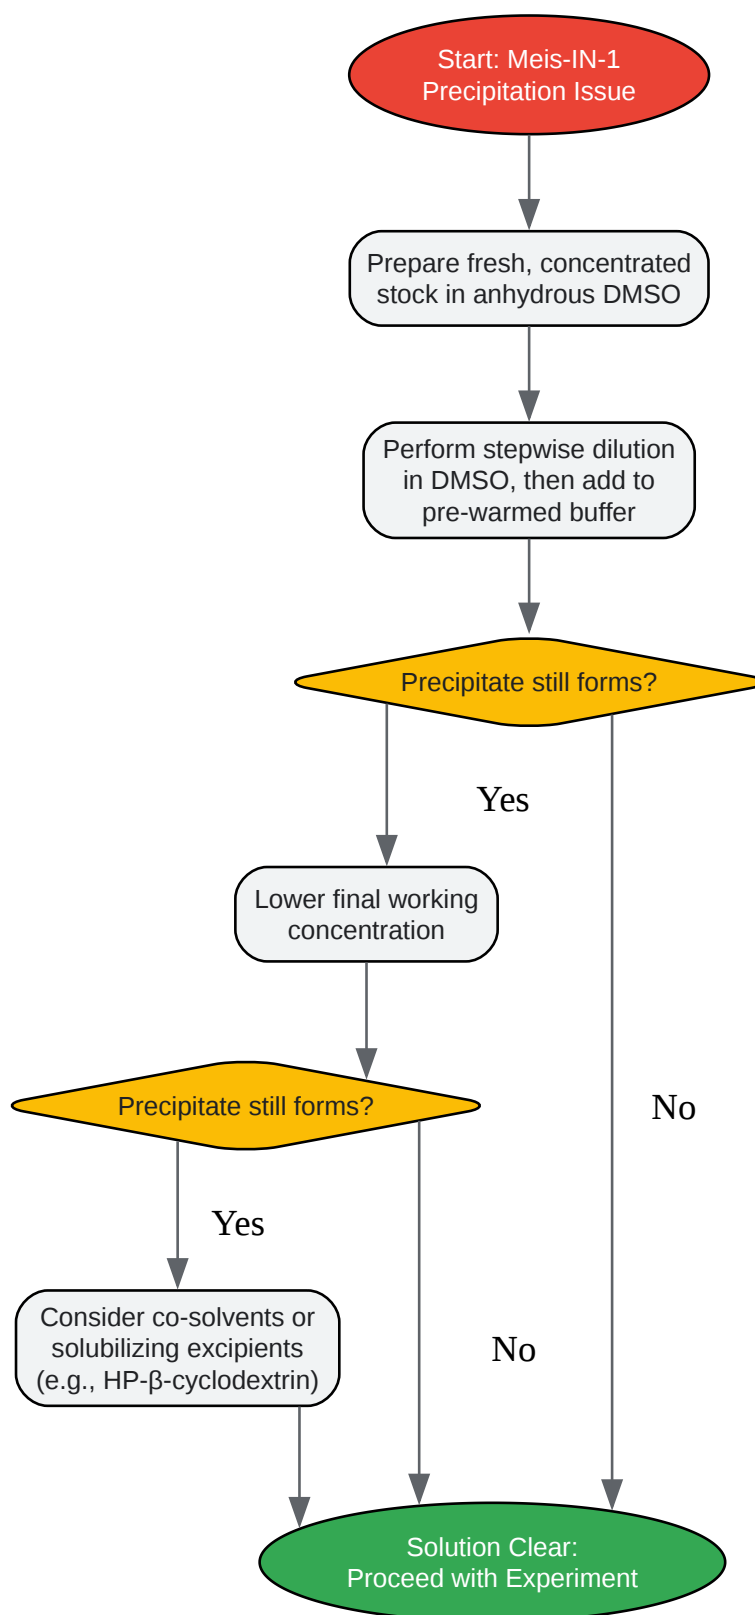 Start: Meis-IN-1
Precipitation Issue
Prepare fresh, concentrated
stock in anhydrous DMSO
Perform stepwise dilution
in DMSO, then add to
pre-warmed buffer
Precipitate still forms?
Yes
Lower final working
concentration
Precipitate still forms?
No
Yes
Consider co-solvents or
solubilizing excipients
(e.g., HP-β-cyclodextrin)
No
Solution Clear:
Proceed with Experiment